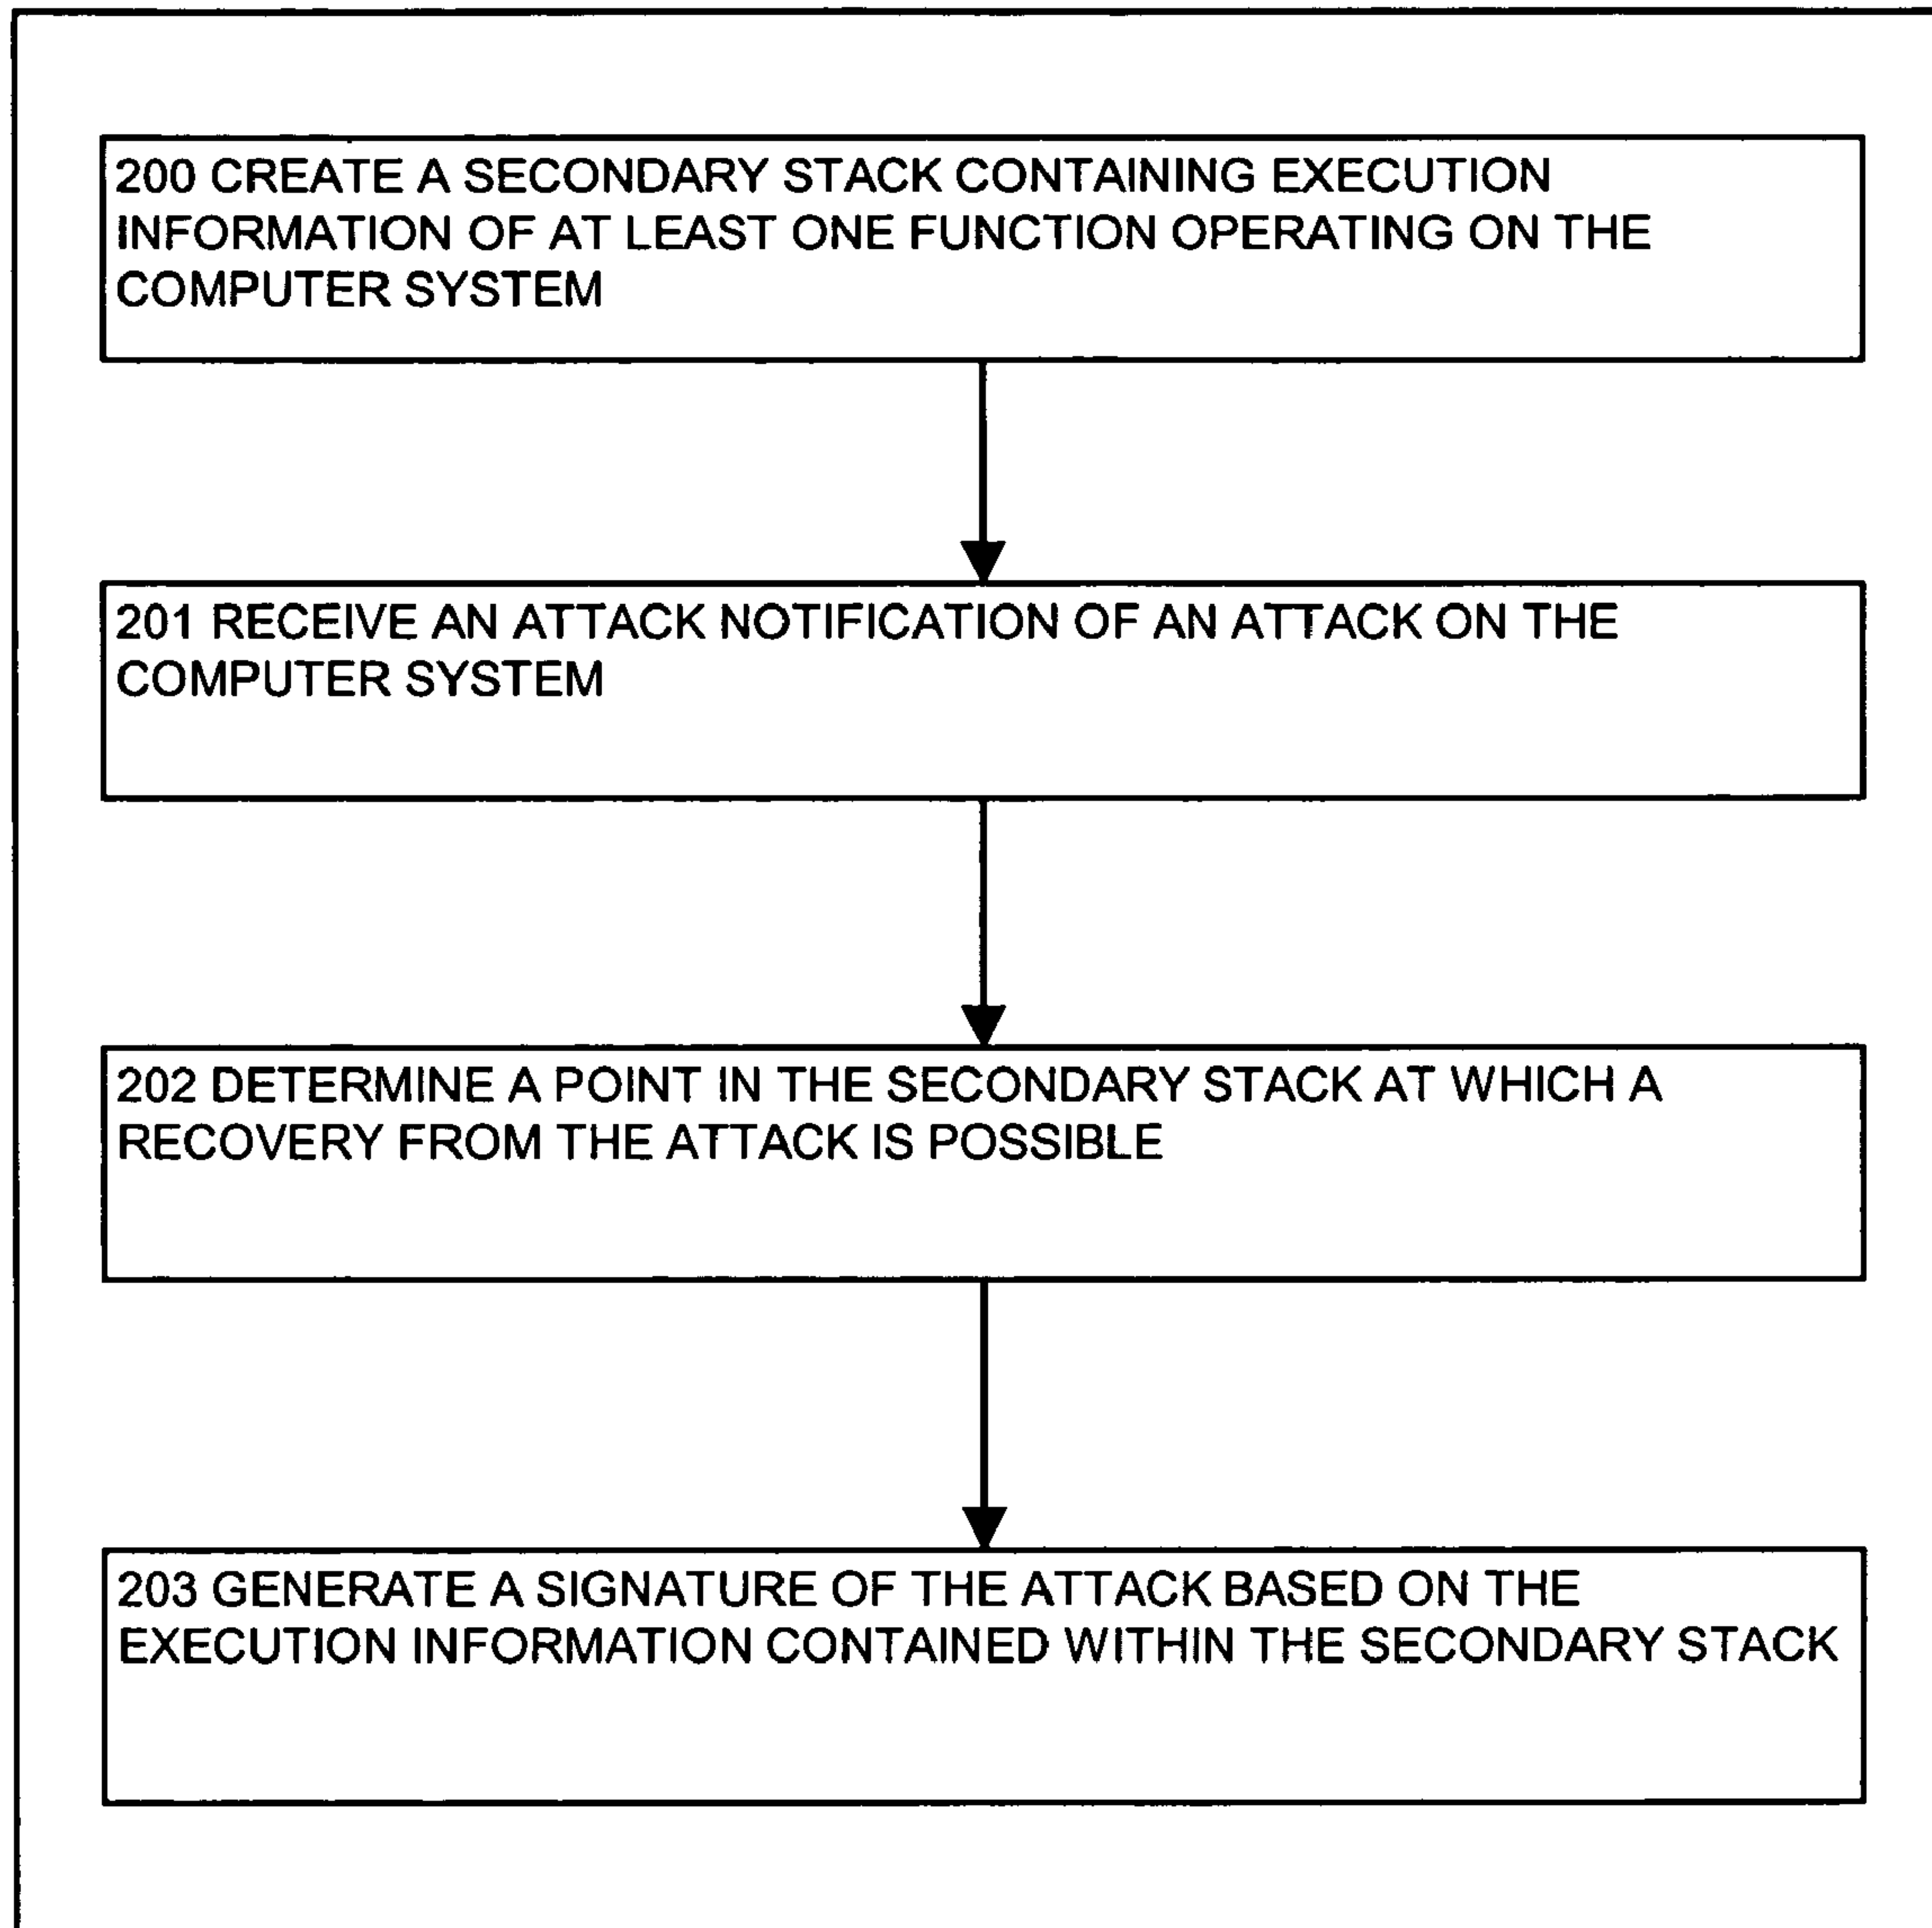 200 CREATE A SECONDARY STACK CONTAINING EXECUTION
INFORMATION OF AT LEAST ONE FUNCTION OPERATING ON THE
COMPUTER SYSTEM
201 RECEIVE AN ATTACK NOTIFICATION OF AN ATTACK ON THE
COMPUTER SYSTEM
202 DETERMINE A POINT IN THE SECONDARY STACK AT WHICH A
RECOVERY FROM THE ATTACK IS POSSIBLE
203 GENERATE A SIGNATURE OF THE ATTACK BASED ON THE
EXECUTION INFORMATION CONTAINED WITHIN THE SECONDARY STACK